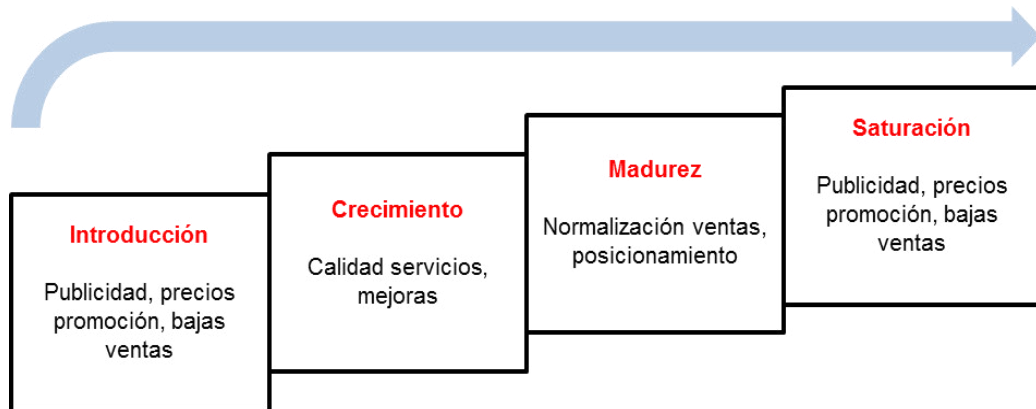 Introducción
Publicidad, precios
promoción, bajas
ventas
Crecimiento
Calidad servicios,
mejoras
Madurez
Normalización ventas,
posicionamiento
Saturación
Publicidad, precios
promoción, bajas
ventas